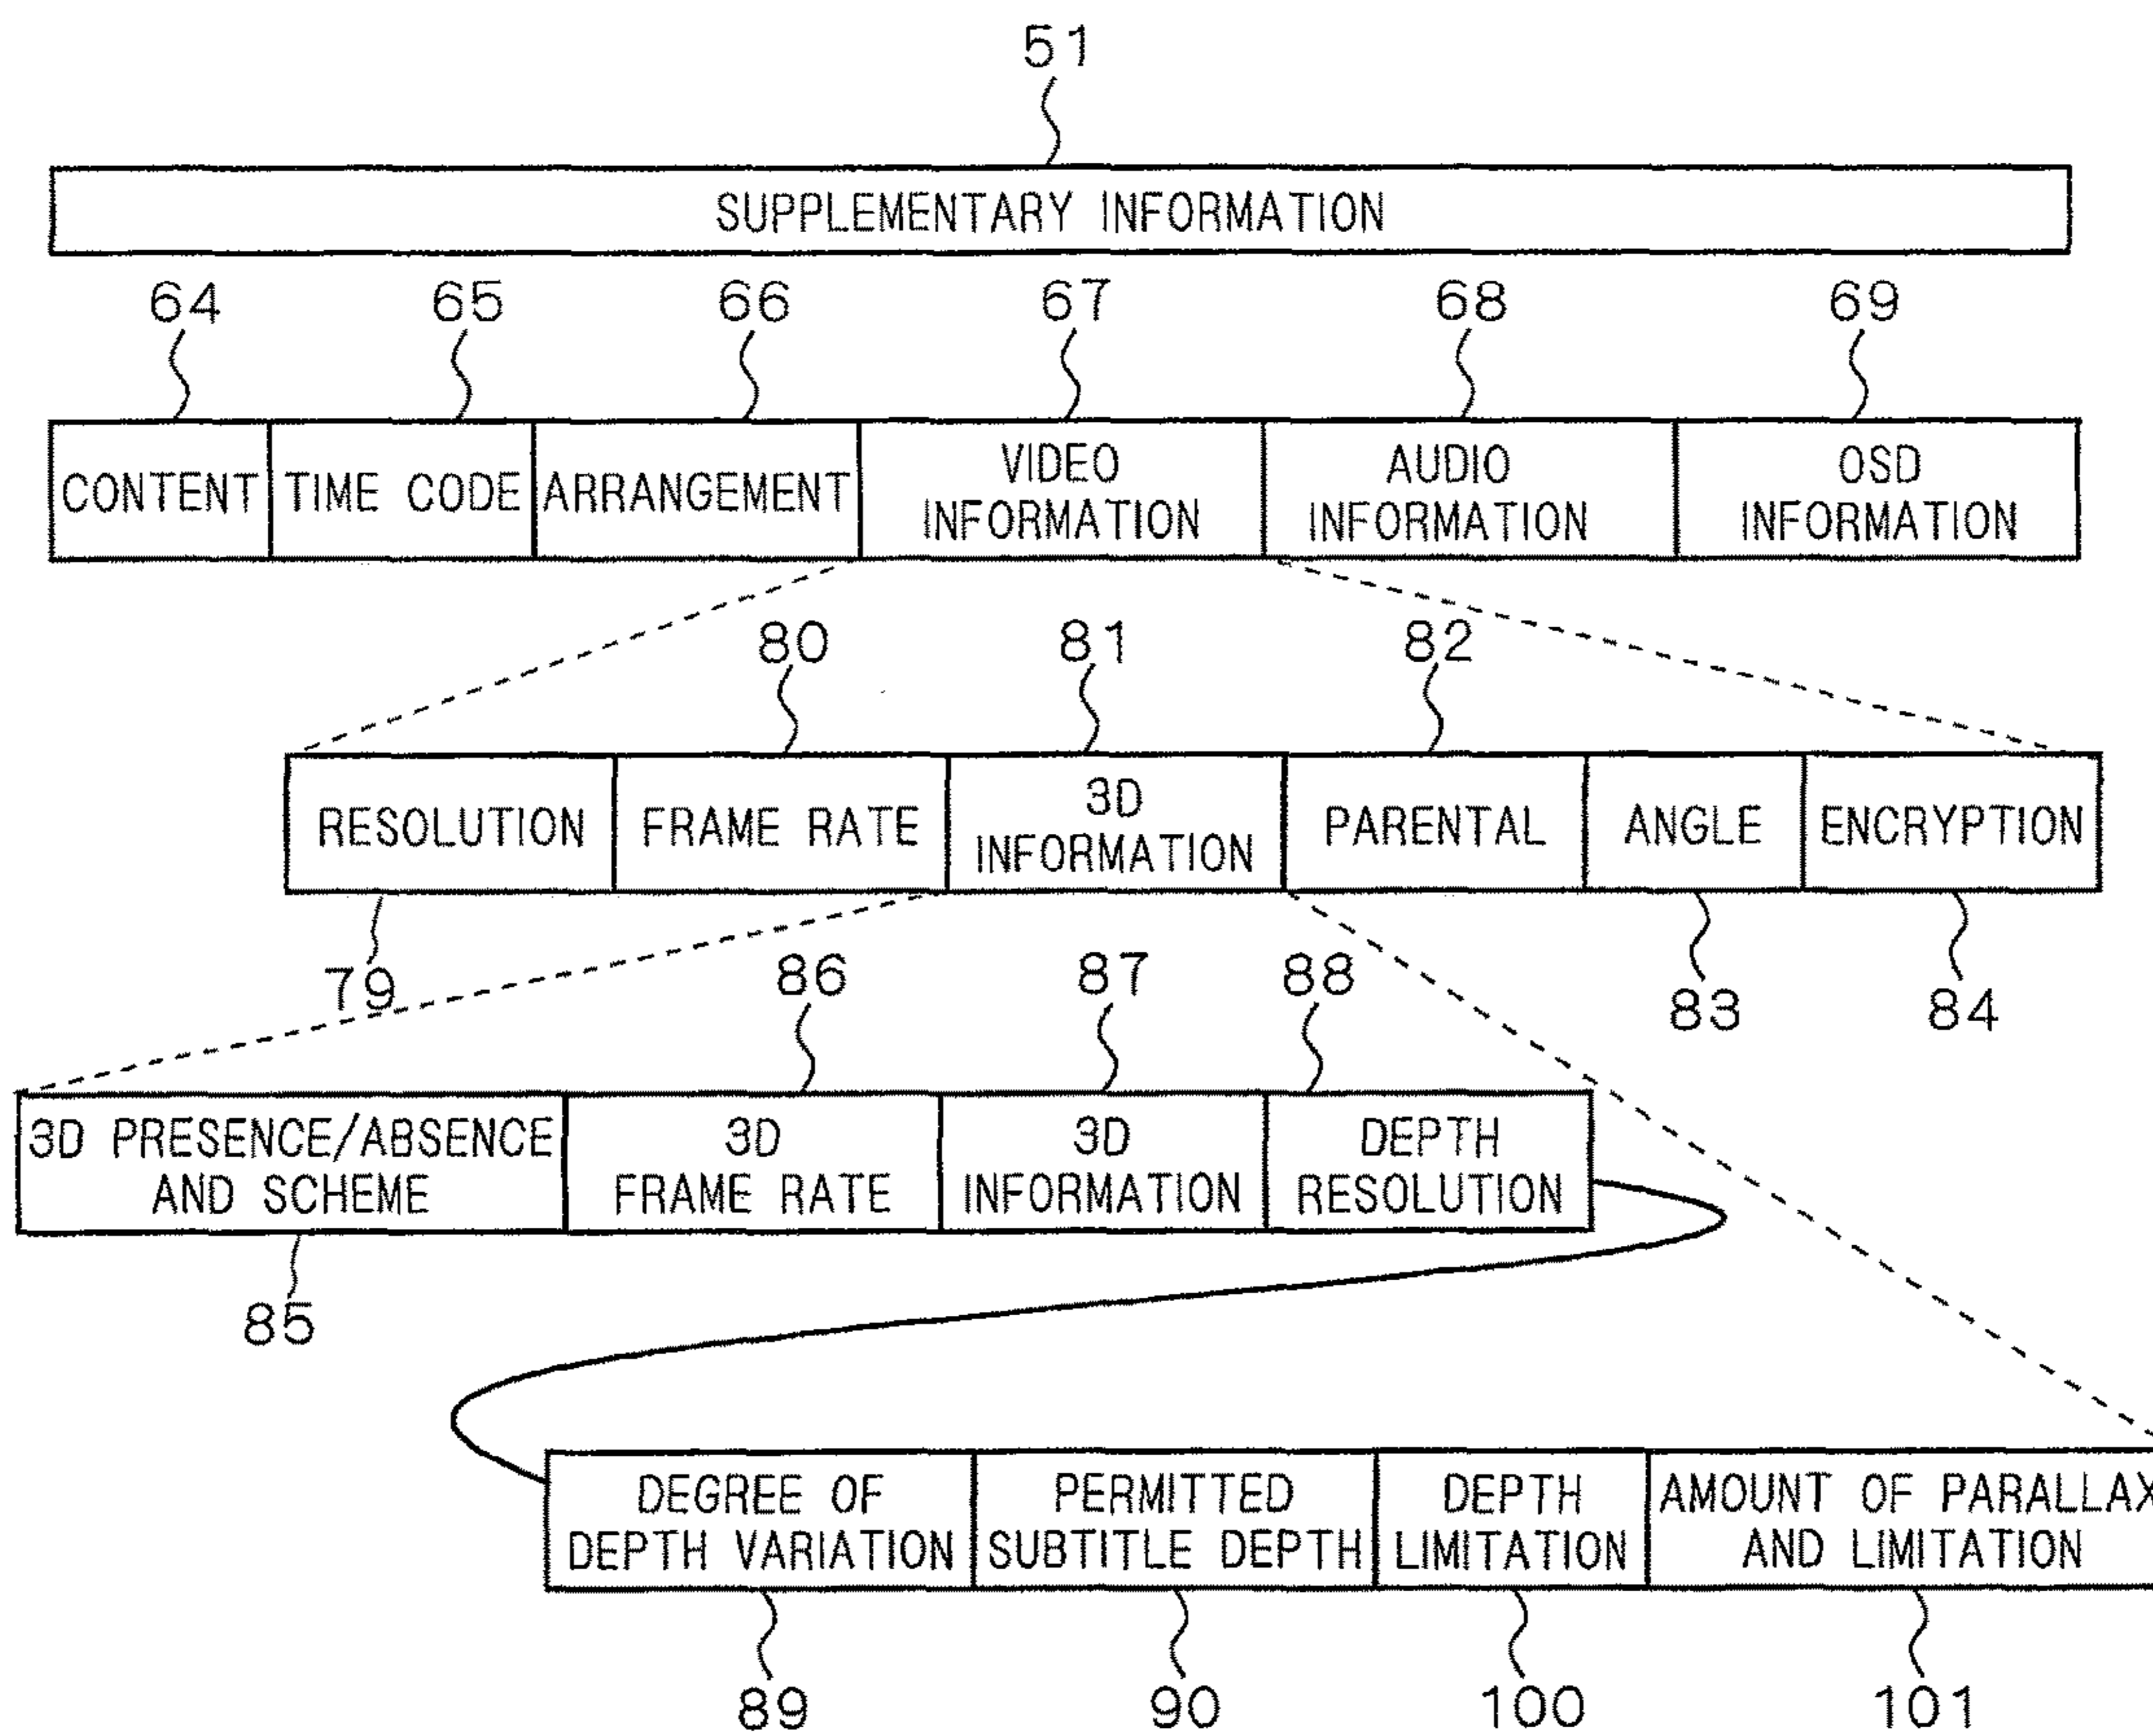 51
SUPPLEMENTARY INFORMATION
64 65 66 67 68 69
CONTENT
TIME CODE
ARRANGEMENT
VIDEO
INFORMATION
AUDIO
INFORMATION
OSD
INFORMATION
80 81 82
RESOLUTION
FRAME RATE
3D
INFORMATION
PARENTAL
ANGLE
ENCRYPTION
79 83 84
86 87 88
3D PRESENCE/ABSENCE
AND SCHEME
3D
FRAME RATE
3D
INFORMATION
DEPTH
RESOLUTION
85
DEGREE OF
DEPTH VARIATION
PERMITTED
SUBTITLE DEPTH
DEPTH
LIMITATION
AMOUNT OF PARALLAX
AND LIMITATION
89 90 100 101